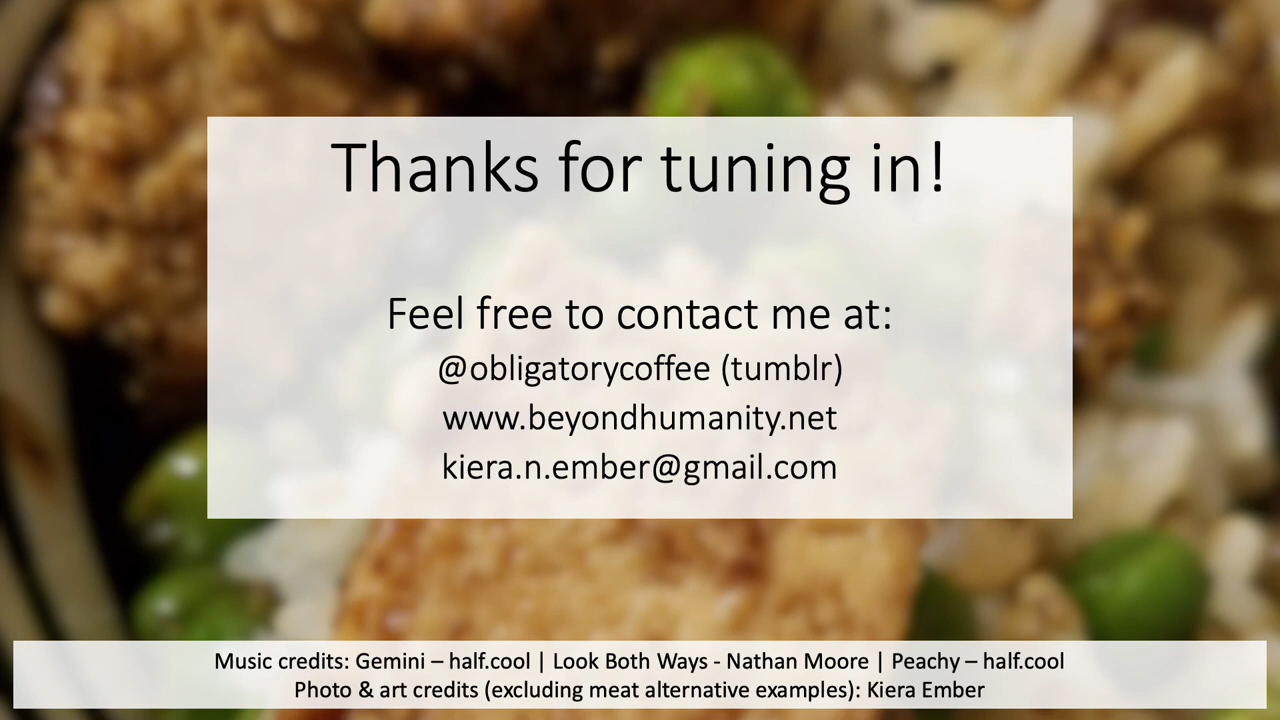 Thanks for tuning in!
Feel free to contact me at:
@obligatorycoffee (tumblr)
www.beyondhumanity.net
kiera.n.ember@gmail.com
Music credits: Gemini – half.cool | Look Both Ways - Nathan Moore | Peachy – half.cool
Photo & art credits (excluding meat alternative examples): Kiera Ember